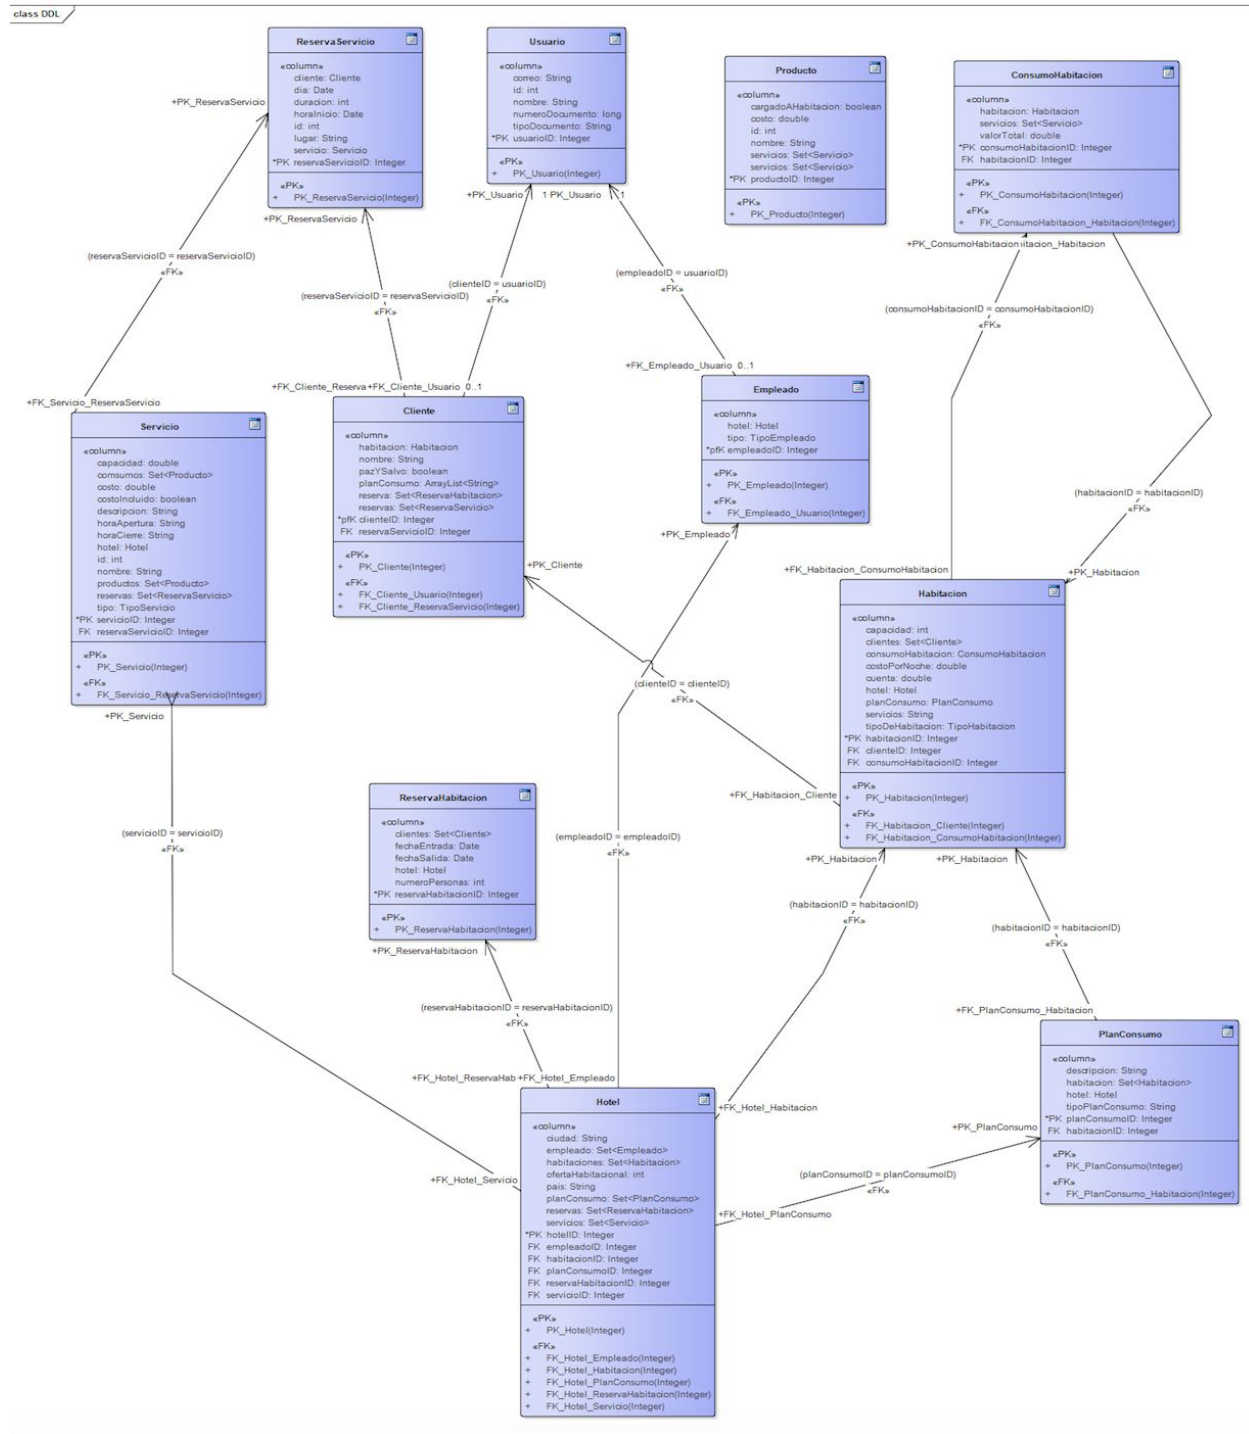 class DDL
ReservaServicio
«column»
cliente: Cliente
dia: Date
duracion: int
horaInicio: Date
id: int
lugar: String
servicio: Servicio
*PK reservaServicioID: Integer
«PK»
+ PK_ReservaServicio(Integer)
Usuario
«column»
correo: String
id: int
nombre: String
numeroDocumento: long
tipoDocumento: String
*PK usuarioID: Integer
«PK»
+ PK_Usuario(Integer)
Producto
«column»
cargadoAHabitacion: boolean
costo: double
id: int
nombre: String
servicios: Set<Servicio>
servicios: Set<Servicio>
*PK productoID: Integer
«PK»
+ PK_Producto(Integer)
ConsumoHabitacion
«column»
habitacion: Habitacion
servicios: Set<Servicio>
valorTotal: double
*PK consumoHabitacionID: Integer
FK habitacionID: Integer
«PK»
+ PK_ConsumoHabitacion(Integer)
«FK»
+ FK_ConsumoHabitacion_Habitacion(Integer)
+PK_ReservaServicio
+PK_ReservaServicio
+PK_Usuario 1
PK_Usuario 1
+PK_ConsumoHabitacion
itacion_Habitacion
(reservaServicioID = reservaServicioID)
«FK»
(reservaServicioID = reservaServicioID)
«FK»
(clienteID = usuarioID)
«FK»
(empleadoID = usuarioID)
«FK»
(consumoHabitacionID = consumoHabitacionID)
«FK»
+FK_Servicio_ReservaServicio
+FK_Cliente_Reserva
+FK_Cliente_Usuario 0..1
+FK_Empleado_Usuario 0..1
Servicio
«column»
capacidad: double
comsumos: Set<Producto>
costo: double
costoIncluido: boolean
descripcion: String
horaApertura: String
horaCierre: String
hotel: Hotel
id: int
nombre: String
productos: Set<Producto>
reservas: Set<ReservaServicio>
tipo: TipoServicio
*PK servicioID: Integer
FK reservaServicioID: Integer
«PK»
+ PK_Servicio(Integer)
«FK»
+ FK_Servicio_ReservaServicio(Integer)
+PK_Servicio
Cliente
«column»
habitacion: Habitacion
nombre: String
pazYSalvo: boolean
planConsumo: ArrayList<String>
reserva: Set<ReservaHabitacion>
reservas: Set<ReservaServicio>
*pfK clienteID: Integer
FK reservaServicioID: Integer
«PK»
+ PK_Cliente(Integer)
«FK»
+ FK_Cliente_Usuario(Integer)
+ FK_Cliente_ReservaServicio(Integer)
+PK_Cliente
Empleado
«column»
hotel: Hotel
tipo: TipoEmpleado
*pfK empleadoID: Integer
«PK»
+ PK_Empleado(Integer)
«FK»
+ FK_Empleado_Usuario(Integer)
+PK_Empleado
(habitacionID = habitacionID)
«FK»
+FK_Habitacion_ConsumoHabitacion
+PK_Habitacion
Habitacion
«column»
capacidad: int
clientes: Set<Cliente>
consumoHabitacion: ConsumoHabitacion
costoPorNoche: double
cuenta: double
hotel: Hotel
planConsumo: PlanConsumo
servicios: String
tipoDeHabitacion: TipoHabitacion
*PK habitacionID: Integer
FK clienteID: Integer
FK consumoHabitacionID: Integer
«PK»
+ PK_Habitacion(Integer)
«FK»
+ FK_Habitacion_Cliente(Integer)
+ FK_Habitacion_ConsumoHabitacion(Integer)
(clienteID = clienteID)
«FK»
+FK_Habitacion_Cliente
+PK_Habitacion
+PK_Habitacion
ReservaHabitacion
«column»
clientes: Set<Cliente>
fechaEntrada: Date
fechaSalida: Date
hotel: Hotel
numeroPersonas: int
*PK reservaHabitacionID: Integer
«PK»
+ PK_ReservaHabitacion(Integer)
+PK_ReservaHabitacion
(servicioID = servicioID)
«FK»
(empleadoID = empleadoID)
«FK»
(habitacionID = habitacionID)
«FK»
(habitacionID = habitacionID)
«FK»
(reservaHabitacionID = reservaHabitacionID)
«FK»
+FK_PlanConsumo_Habitacion
PlanConsumo
«column»
descripcion: String
habitacion: Set<Habitacion>
hotel: Hotel
tipoPlanConsumo: String
*PK planConsumoID: Integer
FK habitacionID: Integer
«PK»
+ PK_PlanConsumo(Integer)
«FK»
+ FK_PlanConsumo_Habitacion(Integer)
+FK_Hotel_ReservaHab
+FK_Hotel_Empleado
+FK_Hotel_Habitacion
+PK_PlanConsumo
(planConsumoID = planConsumoID)
«FK»
+FK_Hotel_Servicio
+FK_Hotel_PlanConsumo
Hotel
«column»
ciudad: String
empleado: Set<Empleado>
habitaciones: Set<Habitacion>
ofertaHabitacional: int
pais: String
planConsumo: Set<PlanConsumo>
reservas: Set<ReservaHabitacion>
servicios: Set<Servicio>
*PK hotelID: Integer
FK empleadoID: Integer
FK habitacionID: Integer
FK planConsumoID: Integer
FK reservaHabitacionID: Integer
FK servicioID: Integer
«PK»
+ PK_Hotel(Integer)
«FK»
+ FK_Hotel_Empleado(Integer)
+ FK_Hotel_Habitacion(Integer)
+ FK_Hotel_PlanConsumo(Integer)
+ FK_Hotel_ReservaHabitacion(Integer)
+ FK_Hotel_Servicio(Integer)